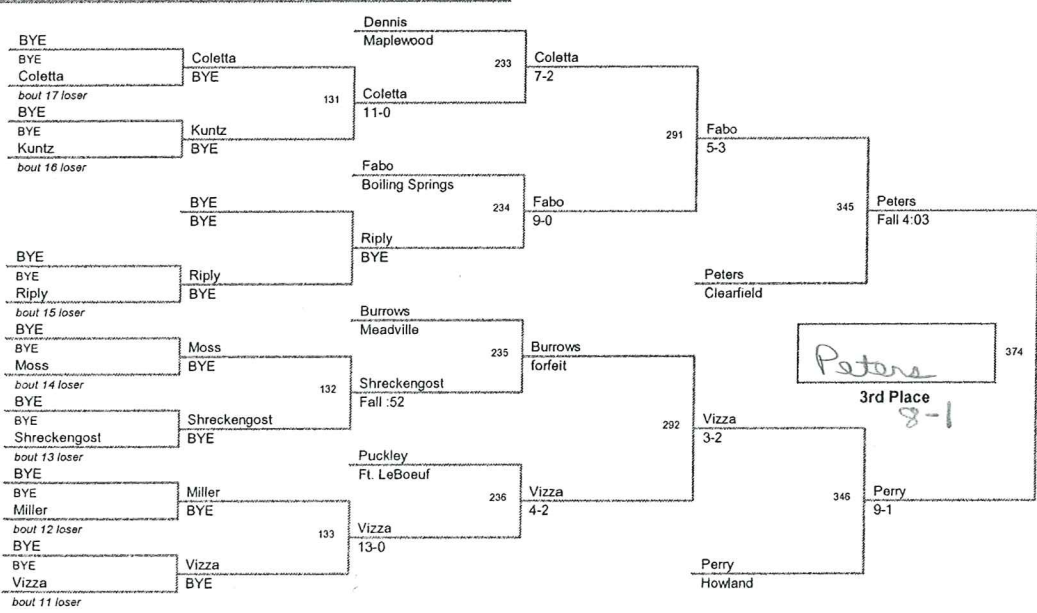 Dennis
Maplewood
233
Coletta
7-2
BYE
BYE
Coletta
bout 17 loser
Coletta
BYE
131
Coletta
11-0
BYE
BYE
Kuntz
bout 16 loser
Kuntz
BYE
291
Fabo
5-3
Fabo
Boiling Springs
234
Fabo
9-0
BYE
BYE
Riply
BYE
345
Peters
Fall 4:03
BYE
BYE
Riply
bout 15 loser
Riply
BYE
Peters
Clearfield
Burrows
Meadville
235
Burrows
forfeit
BYE
BYE
Moss
bout 14 loser
Moss
BYE
132
Shreckengost
Fall :52
BYE
BYE
Shreckengost
bout 13 loser
Shreckengost
BYE
Peters
374
3rd Place
8-1
292
Vizza
3-2
Puckley
Ft. LeBoeuf
236
Vizza
4-2
BYE
BYE
Miller
bout 12 loser
Miller
BYE
133
Vizza
13-0
346
Perry
9-1
BYE
BYE
Vizza
bout 11 loser
Vizza
BYE
Perry
Howland